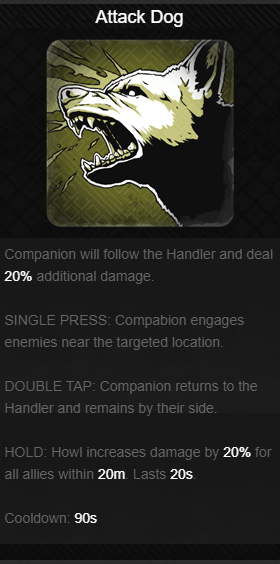 Attack Dog
Companion will follow the Handler and deal
20% additional damage.
SINGLE PRESS: Compabion engages
enemies near the targeted location.
DOUBLE TAP: Companion returns to the
Handler and remains by their side.
HOLD: Howl increases damage by 20% for
all allies within 20m. Lasts 20s.
Cooldown: 90s